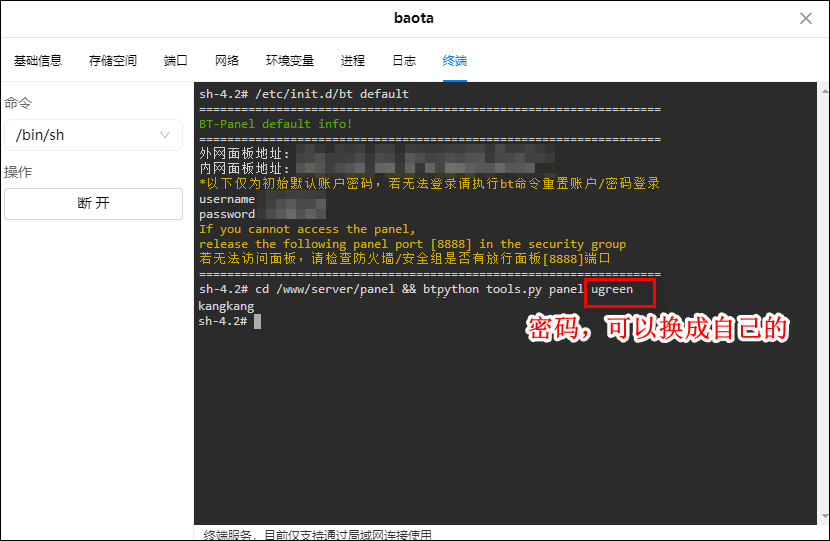 baota
基础信息 存储空间 端口 网络 环境变量 进程 日志 终端
命令
/bin/sh
操作
断 开
sh-4.2# /etc/init.d/bt default
==================================================================
BT-Panel default info!
==================================================================
外网面板地址：
内网面板地址：
*以下仅为初始默认账户密码，若无法登录请执行bt命令重置账户/密码登录
username
password
If you cannot access the panel,
release the following panel port [8888] in the security group
若无法访问面板，请检查防火墙/安全组是否有放行面板[8888]端口
==================================================================
sh-4.2# cd /www/server/panel && btpython tools.py panel ugreen
kangkang
sh-4.2#
密码，可以换成自己的
终端服务，目前仅支持通过局域网连接使用